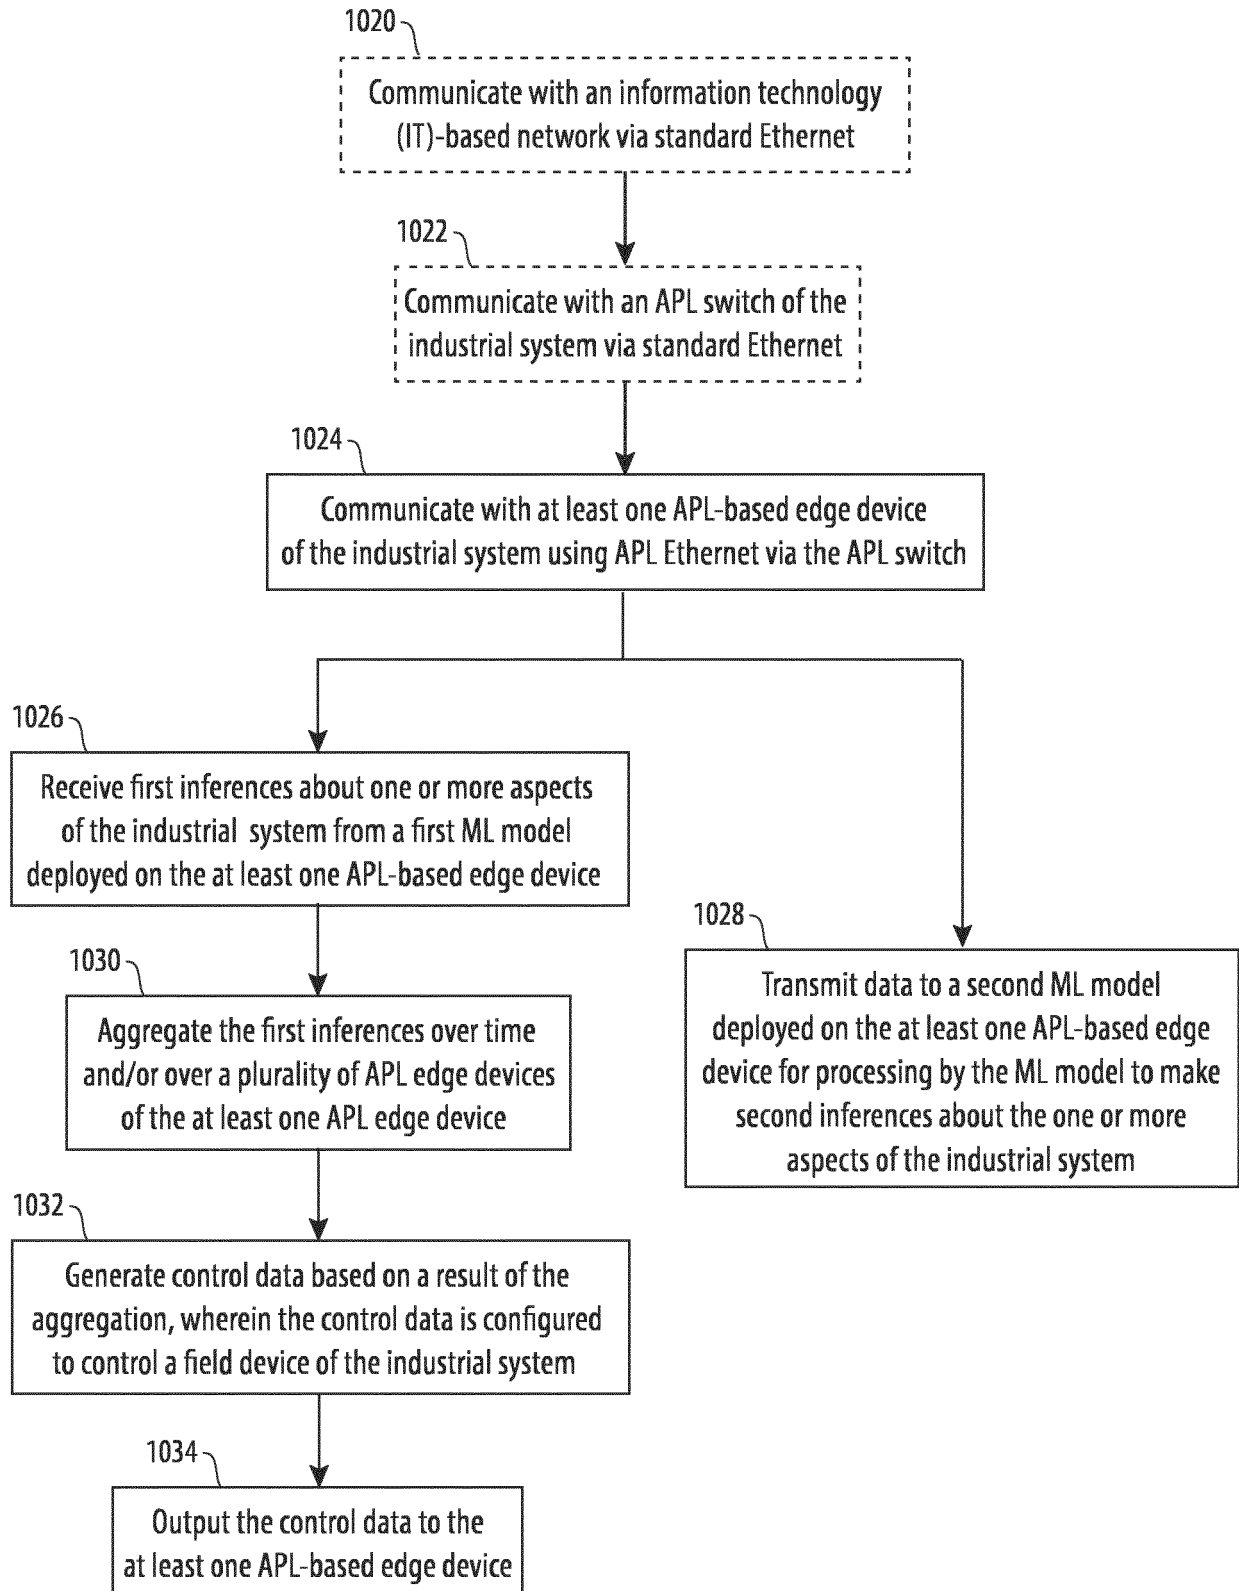 1020
Communicate with an information technology
(IT)-based network via standard Ethernet
1022
Communicate with an APL switch of the
industrial system via standard Ethernet
1024
Communicate with at least one APL-based edge device
of the industrial system using APL Ethernet via the APL switch
1026
Receive first inferences about one or more aspects
of the industrial system from a first ML model
deployed on the at least one APL-based edge device
1028
Transmit data to a second ML model
deployed on the at least one APL-based edge
device for processing by the ML model to make
second inferences about the one or more
aspects of the industrial system
1030
Aggregate the first inferences over time
and/or over a plurality of APL edge devices
of the at least one APL edge device
1032
Generate control data based on a result of the
aggregation, wherein the control data is configured
to control a field device of the industrial system
1034
Output the control data to the
at least one APL-based edge device